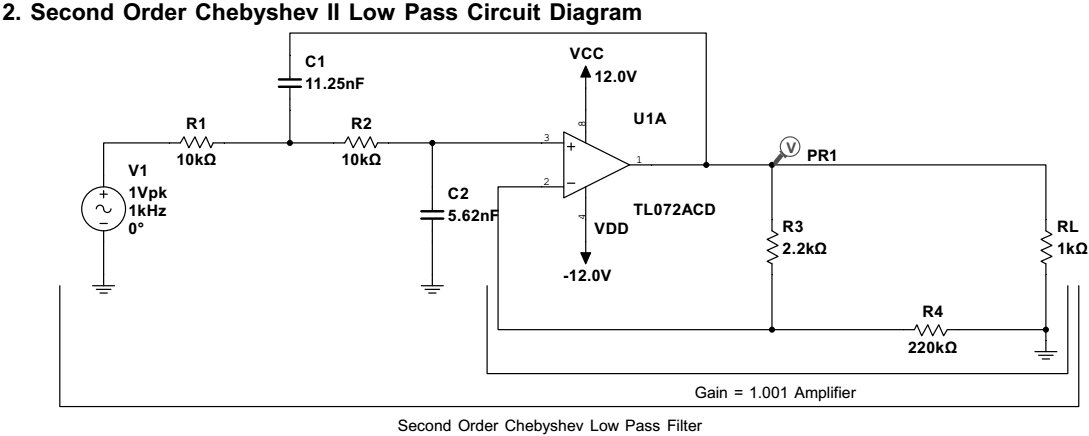 2. Second Order Chebyshev II Low Pass Circuit Diagram
C1
11.25nF
R1
10kΩ
R2
10kΩ
V1
1Vpk
1kHz
0°
C2
5.62nF
VCC
12.0V
U1A
8
3
2
1
4
TL072ACD
VDD
-12.0V
V
PR1
R3
2.2kΩ
RL
1kΩ
R4
220kΩ
Gain = 1.001 Amplifier
Second Order Chebyshev Low Pass Filter